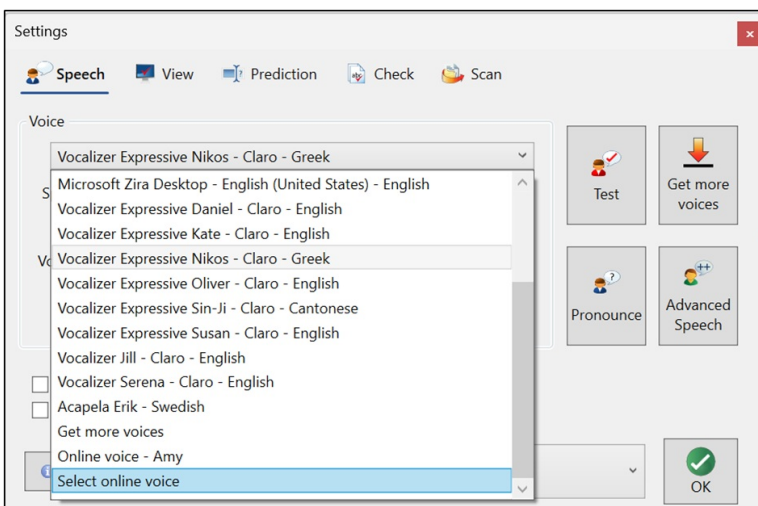 Settings
Speech View Prediction Check Scan
Voice
Vocalizer Expressive Nikos - Claro - Greek
Microsoft Zira Desktop - English (United States) - English
Vocalizer Expressive Daniel - Claro - English
Vocalizer Expressive Kate - Claro - English
Vocalizer Expressive Nikos - Claro - Greek
Vocalizer Expressive Oliver - Claro - English
Vocalizer Expressive Sin-Ji - Claro - Cantonese
Vocalizer Expressive Susan - Claro - English
Vocalizer Jill - Claro - English
Vocalizer Serena - Claro - English
Acapela Erik - Swedish
Get more voices
Online voice - Amy
Select online voice
Test
Get more
voices
Pronounce
Advanced
Speech
OK